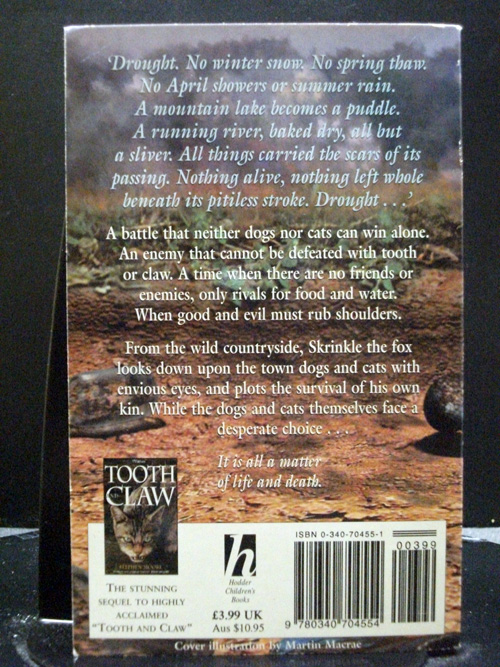 ‘Drought. No winter snow. No spring thaw.
No April showers or summer rain.
A mountain lake becomes a puddle.
A running river, baked dry, all but
a sliver. All things carried the scars of its
passing. Nothing alive, nothing left whole
beneath its pitiless stroke. Drought . . .’
A battle that neither dogs nor cats can win alone.
An enemy that cannot be defeated with tooth
or claw. A time when there are no friends or
enemies, only rivals for food and water.
When good and evil must rub shoulders.
From the wild countryside, Skrinkle the fox
looks down upon the town dogs and cats with
envious eyes, and plots the survival of his own
kin. While the dogs and cats themselves face a
desperate choice . . .
It is all a matter
of life and death.
TOOTH
AND
CLAW
STEPHEN MOORE
THE STUNNING
SEQUEL TO HIGHLY
ACCLAIMED
“TOOTH AND CLAW”
h
Hodder
Children's
Books
£3.99 UK
Aus $10.95
ISBN 0-340-70455-1
00399
9 780340 704554
Cover illustration by Martin Macrae